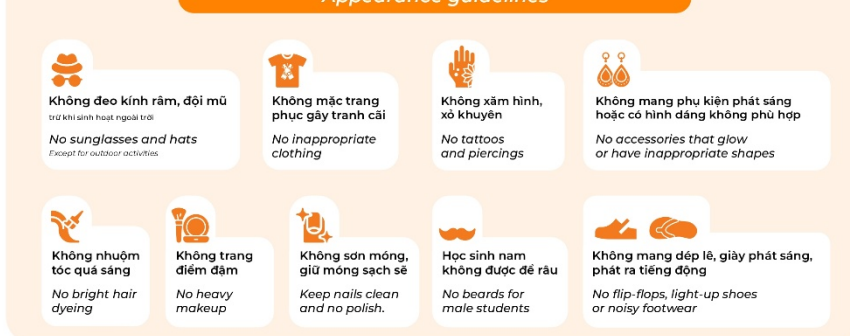 Appearance guidelines
Không đeo kính râm, đội mũ
trừ khi sinh hoạt ngoài trời
No sunglasses and hats
Except for outdoor activities
Không mặc trang
phục gây tranh cãi
No inappropriate
clothing
Không xăm hình,
xỏ khuyên
No tattoos
and piercings
Không mang phụ kiện phát sáng
hoặc có hình dáng không phù hợp
No accessories that glow
or have inappropriate shapes
Không nhuộm
tóc quá sáng
No bright hair
dyeing
Không trang
điểm đậm
No heavy
makeup
Không sơn móng,
giữ móng sạch sẽ
Keep nails clean
and no polish.
Học sinh nam
không được để râu
No beards for
male students
Không mang dép lê, giày phát sáng,
phát ra tiếng động
No flip-flops, light-up shoes
or noisy footwear